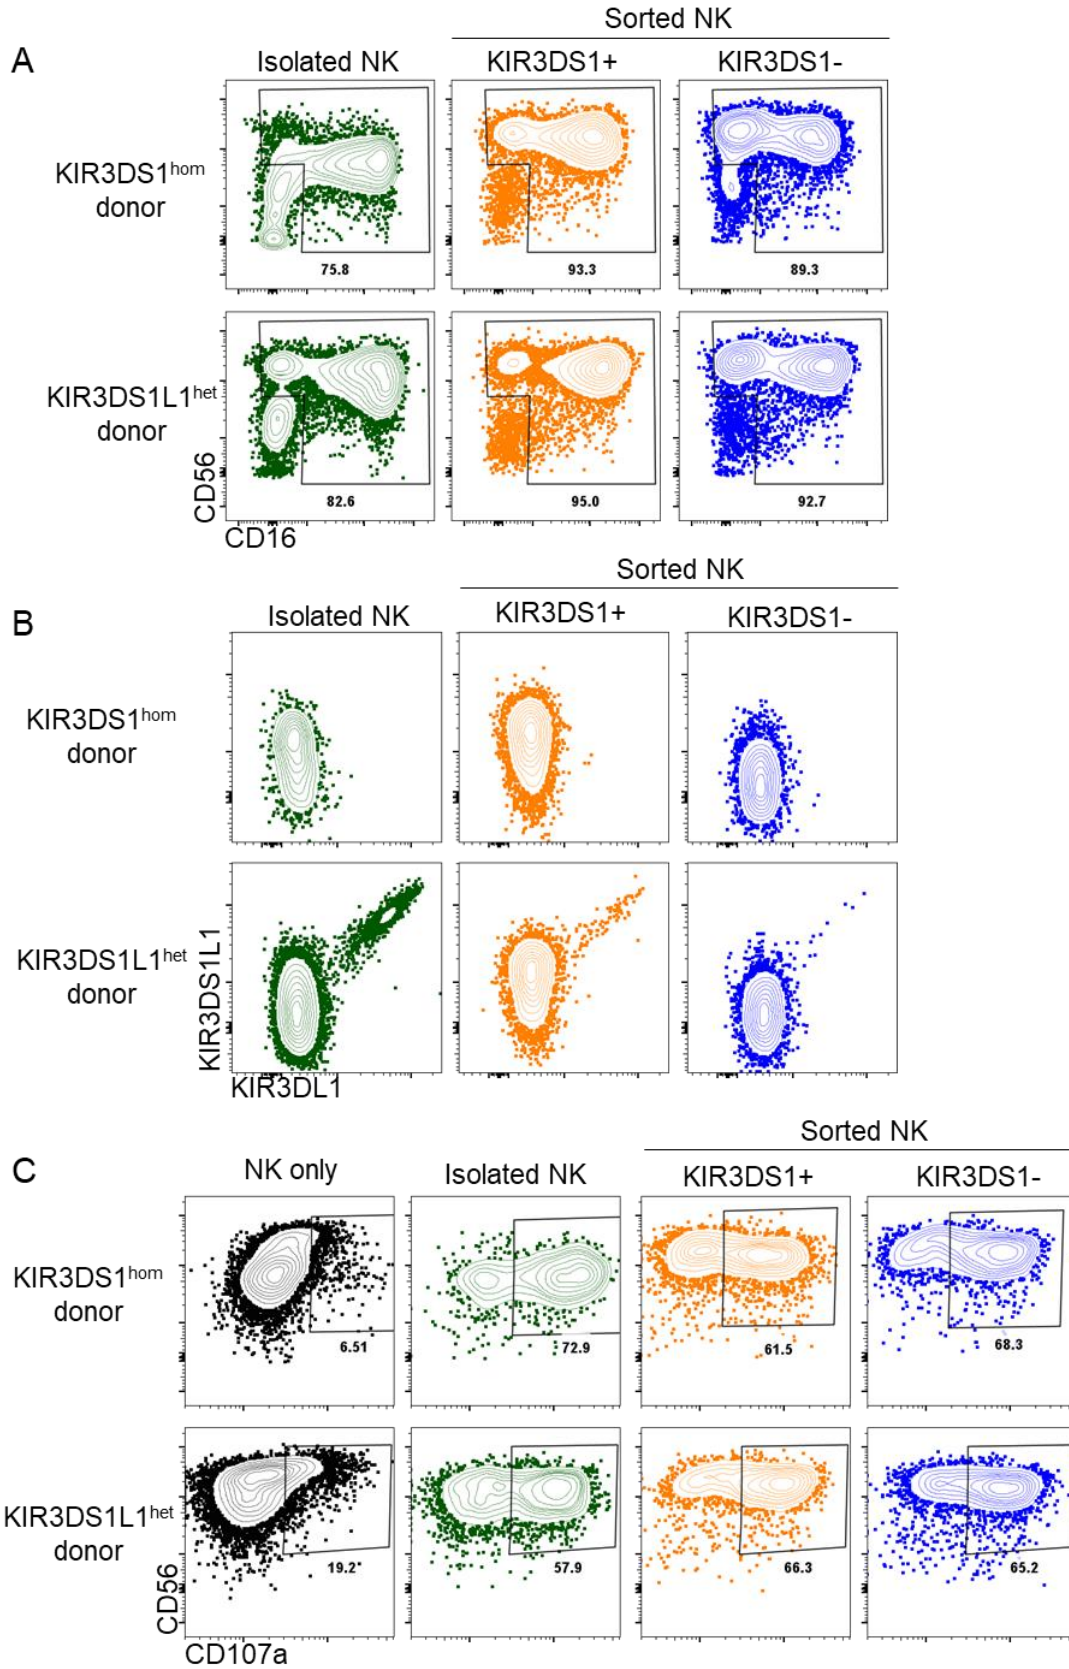 Sorted NK
A
Isolated NK
KIR3DS1+
KIR3DS1-
KIR3DS1hom
donor
75.8
93.3
89.3
KIR3DS1L1het
donor
82.6
95.0
92.7
CD56
CD16
Sorted NK
B
Isolated NK
KIR3DS1+
KIR3DS1-
KIR3DS1hom
donor
KIR3DS1L1het
donor
KIR3DS1L1
KIR3DL1
Sorted NK
C
NK only
Isolated NK
KIR3DS1+
KIR3DS1-
KIR3DS1hom
donor
6.51
72.9
61.5
68.3
KIR3DS1L1het
donor
19.2
57.9
66.3
65.2
CD56
CD107a